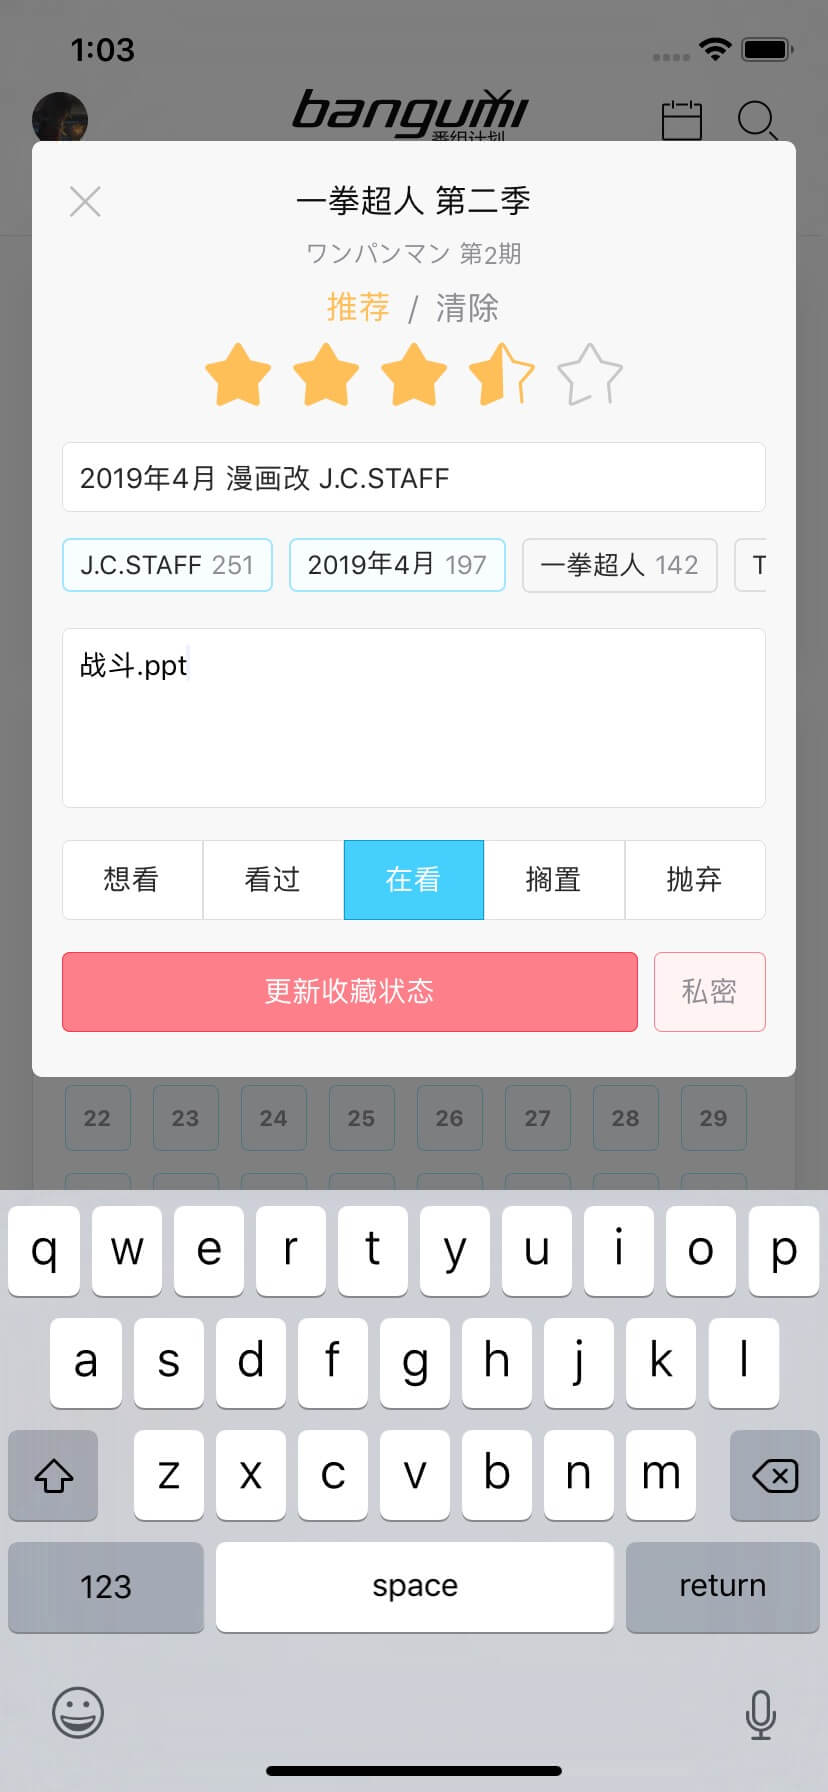 1:03
bangumi
番组计划
一拳超人 第二季
ワンパンマン 第2期
推荐 / 清除
2019年4月 漫画改 J.C.STAFF
J.C.STAFF 251 2019年4月 197 一拳超人 142 T
战斗.ppt
想看 看过 在看 搁置 抛弃
更新收藏状态 私密
22 23 24 25 26 27 28 29
q w e r t y u i o p
a s d f g h j k l
z x c v b n m
123 space return